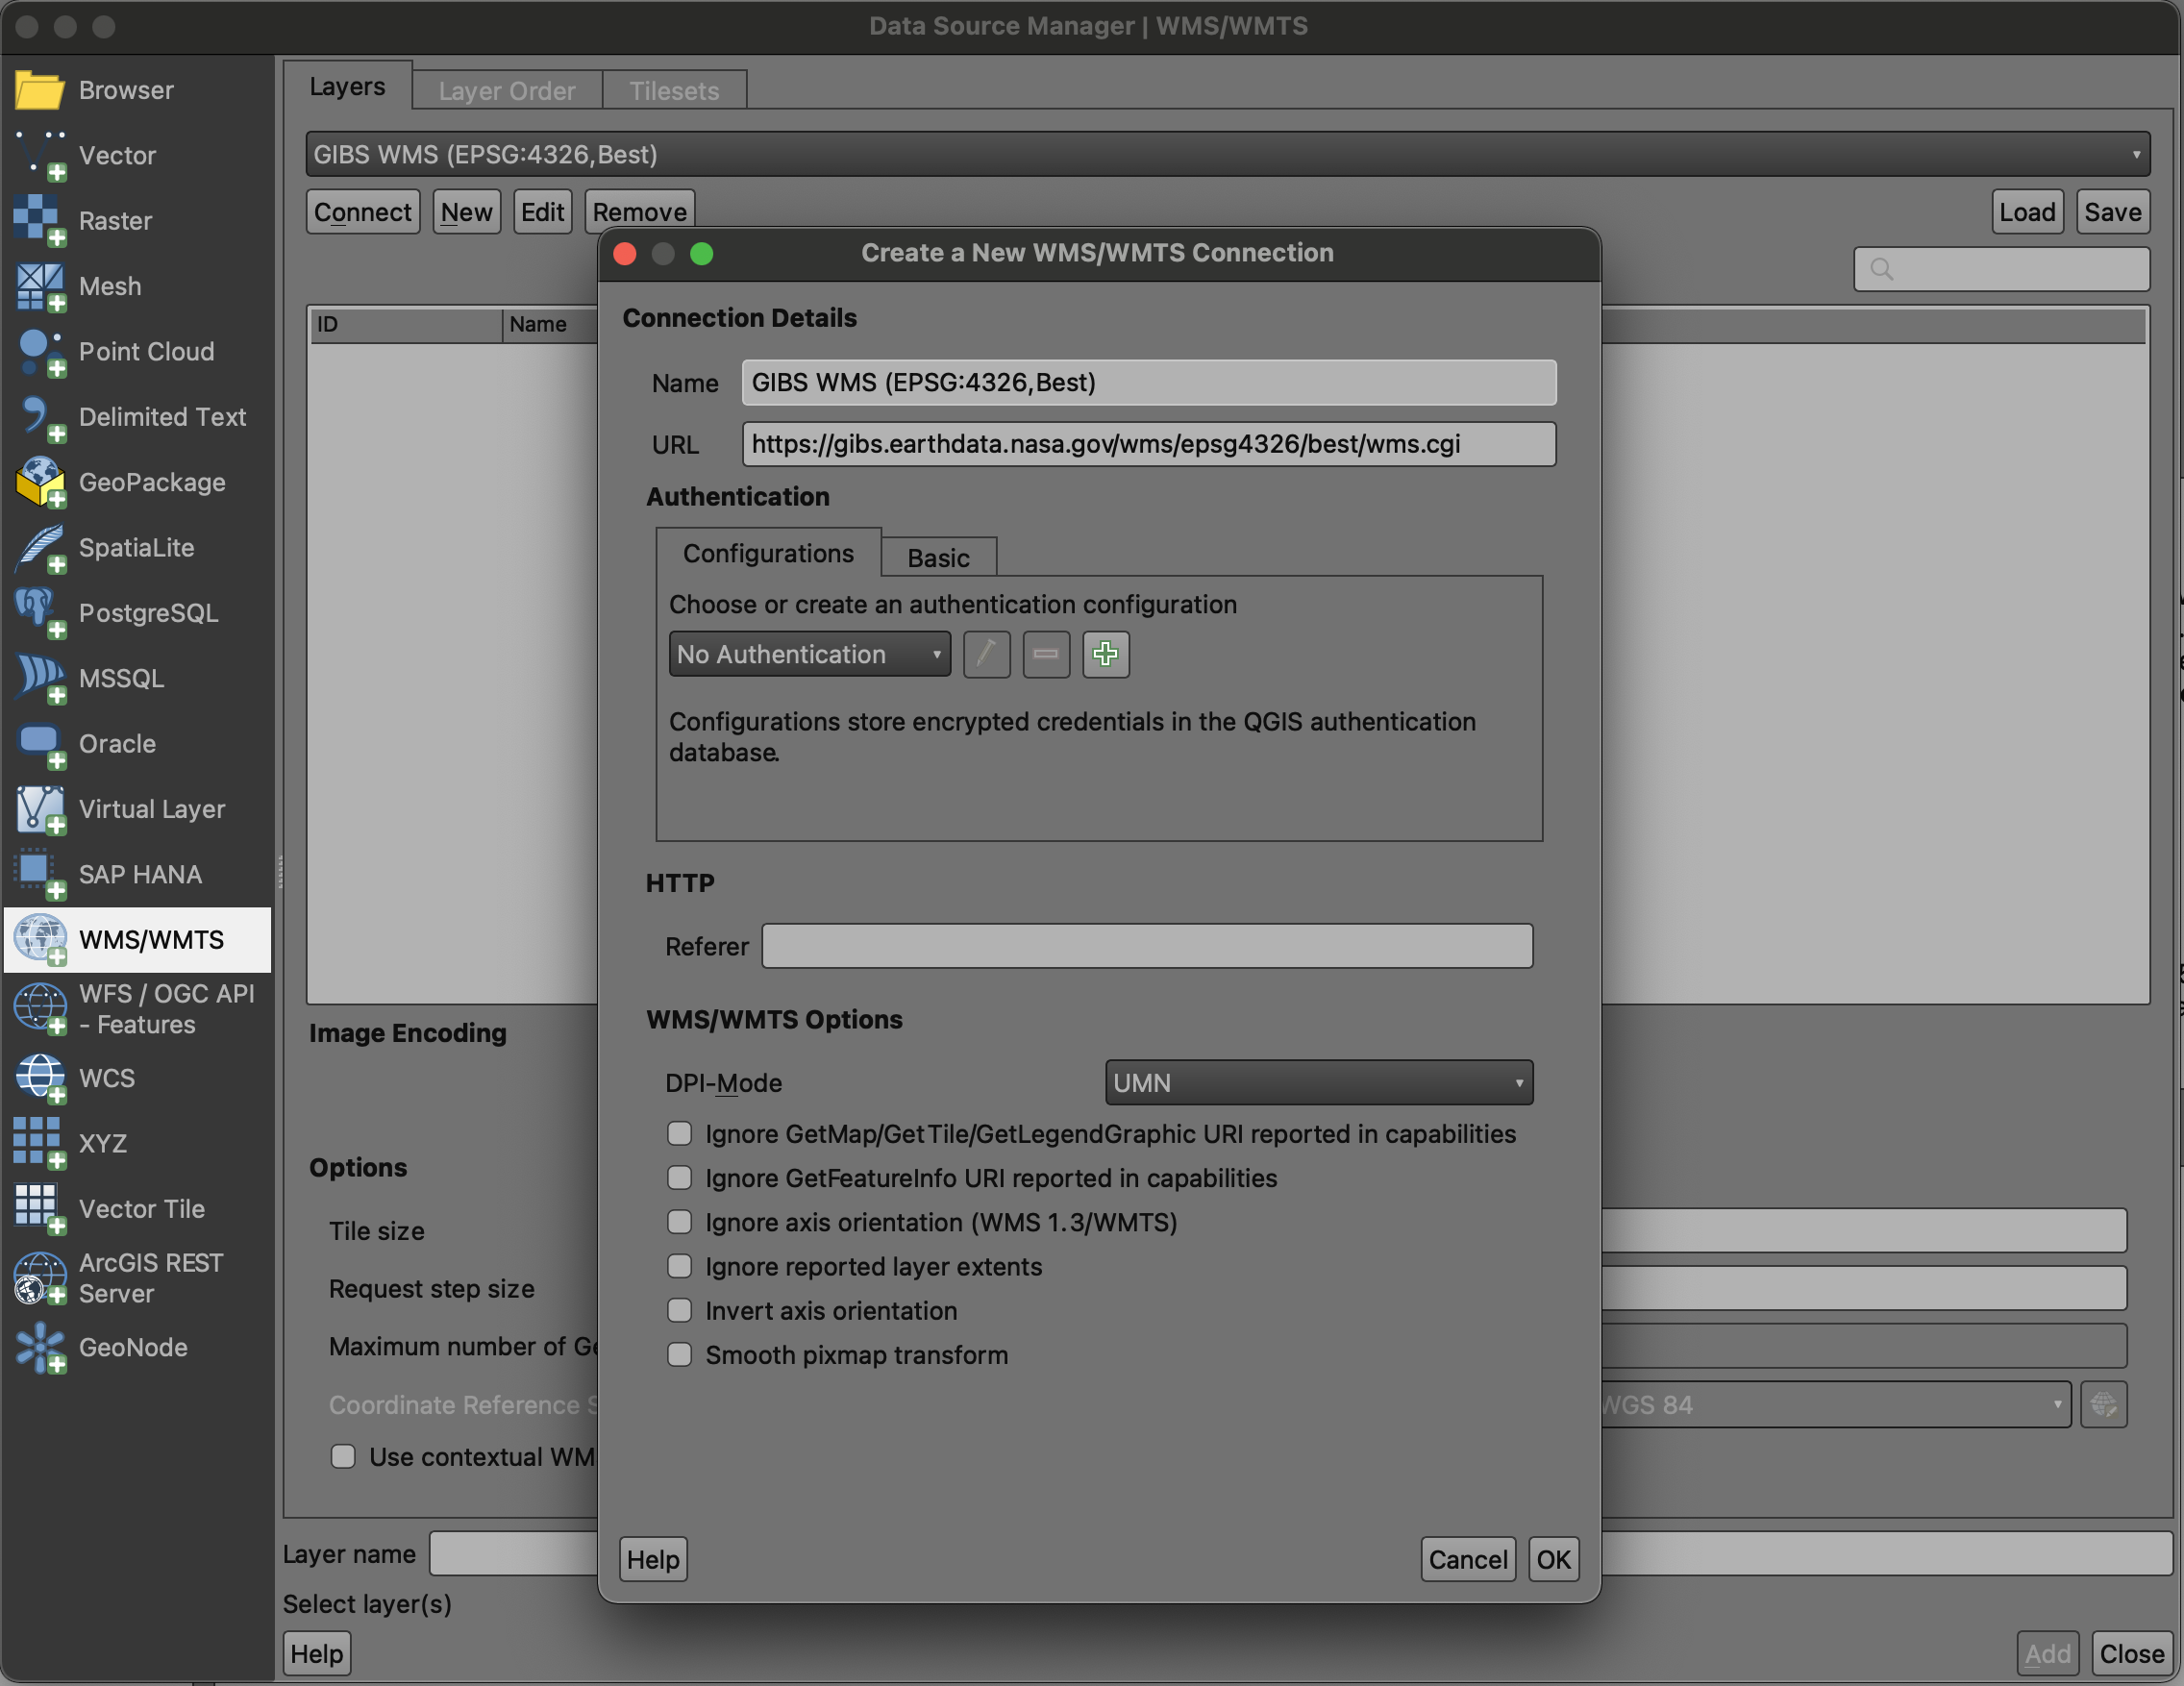 Data Source Manager | WMS/WMTS
Browser
Vector
Raster
Mesh
Point Cloud
Delimited Text
GeoPackage
SpatiaLite
PostgreSQL
MSSQL
Oracle
Virtual Layer
SAP HANA
WMS/WMTS
WFS / OGC API
- Features
WCS
XYZ
Vector Tile
ArcGIS REST
Server
GeoNode
Layers
Layer Order
Tilesets
GIBS WMS (EPSG:4326,Best)
Connect
New
Edit
Remove
Load
Save
ID
Name
Image Encoding
Options
Tile size
Request step size
Maximum number of
Coordinate Reference
WGS 84
Use contextual
Layer name
Select layer(s)
Help
Add
Close
Create a New WMS/WMTS Connection
Connection Details
Name
GIBS WMS (EPSG:4326,Best)
URL
https://gibs.earthdata.nasa.gov/wms/epsg4326/best/wms.cgi
Authentication
Configurations
Basic
Choose or create an authentication configuration
No Authentication
Configurations store encrypted credentials in the QGIS authentication
database.
HTTP
Referer
WMS/WMTS Options
DPI-Mode
UMN
Ignore GetMap/GetTile/GetLegendGraphic URI reported in capabilities
Ignore GetFeatureInfo URI reported in capabilities
Ignore axis orientation (WMS 1.3/WMTS)
Ignore reported layer extents
Invert axis orientation
Smooth pixmap transform
Help
Cancel
OK